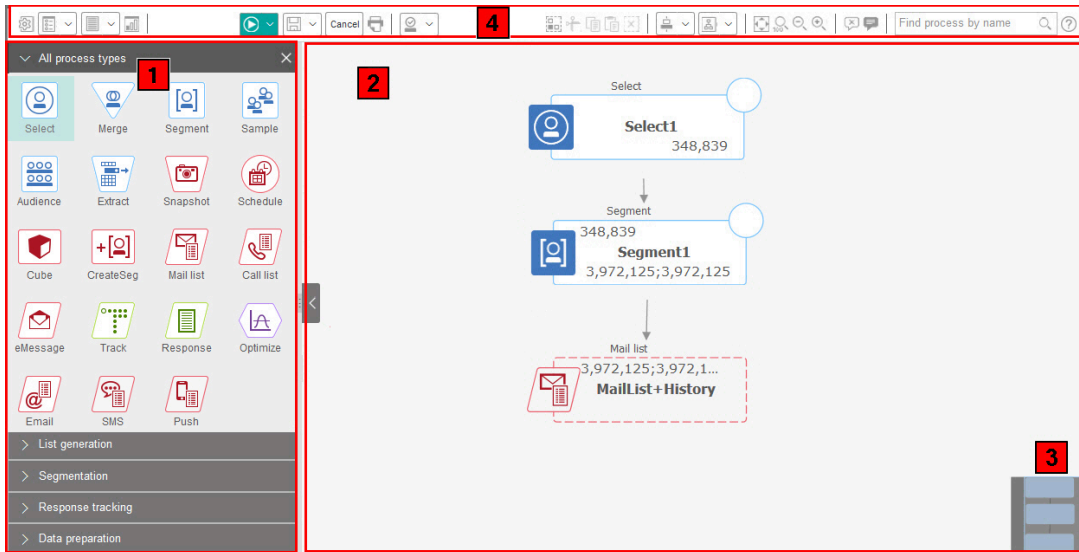 Cancel
4
Find process by name
All process types
1
Select
Merge
Segment
Sample
Audience
Extract
Snapshot
Schedule
Cube
CreateSeg
Mail list
Call list
eMessage
Track
Response
Optimize
Email
SMS
Push
List generation
Segmentation
Response tracking
Data preparation
2
Select
Select1
348,839
Segment
348,839
Segment1
3,972,125;3,972,125
Mail list
3,972,125;3,972,1...
MailList+History
3